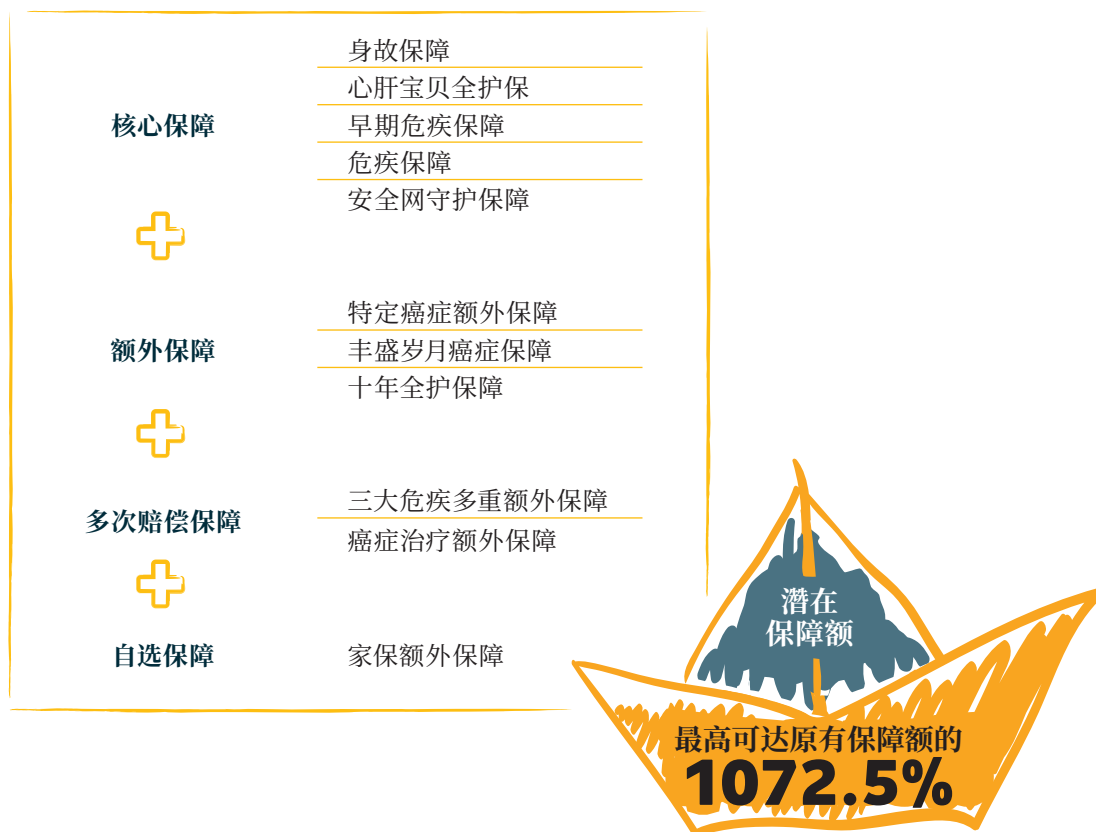 核心保障
身故保障
心肝宝贝全护保
早期危疾保障
危疾保障
安全网守护保障
额外保障
特定癌症额外保障
丰盛岁月癌症保障
十年全护保障
多次赔偿保障
三大危疾多重额外保障
癌症治疗额外保障
自选保障
家保额外保障
潜在
保障额
最高可达原有保障额的
1072.5%